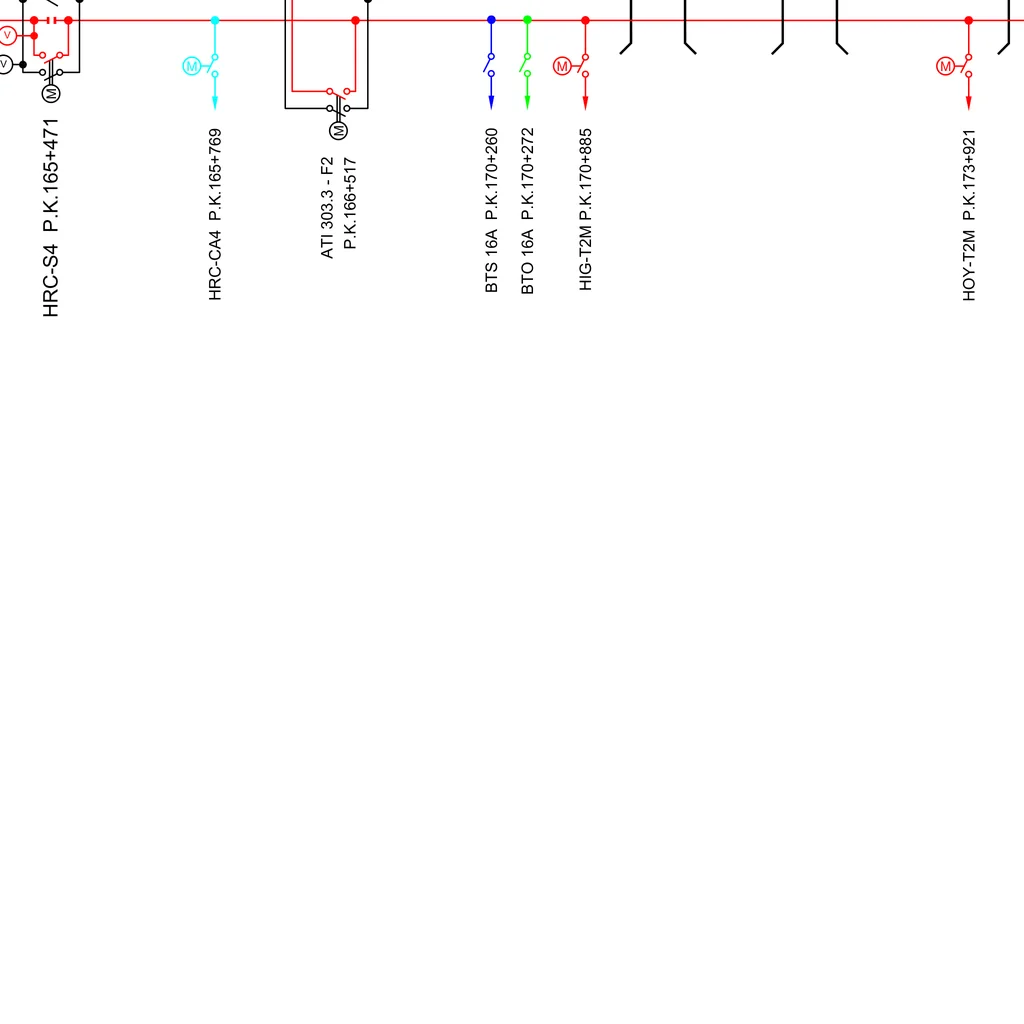 V
V
M
HRC-S4 P.K.165+471
M
HRC-CA4 P.K.165+769
M
ATI 303.3 - F2
P.K.166+517
BTS 16A P.K.170+260
BTO 16A P.K.170+272
M
HIG-T2M P.K.170+885
M
HOY-T2M P.K.173+921